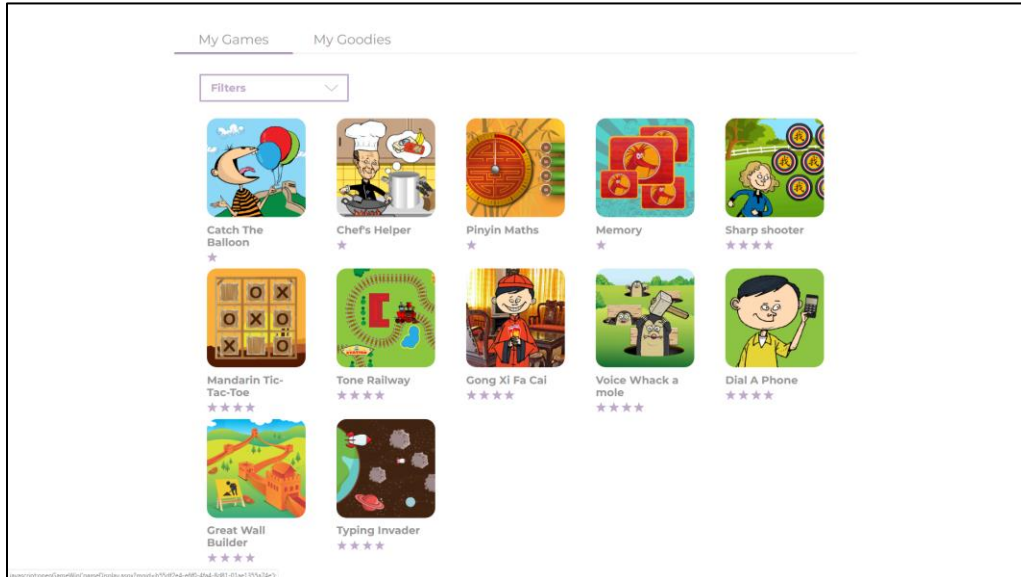 My Games My Goodies
Filters
Catch The
Balloon
Chef's Helper
Pinyin Maths
Memory
Sharp shooter
Mandarin Tic-
Tac-Toe
Tone Railway
Gong Xi Fa Cai
Voice Whack a
mole
Dial A Phone
Great Wall
Builder
Typing Invader